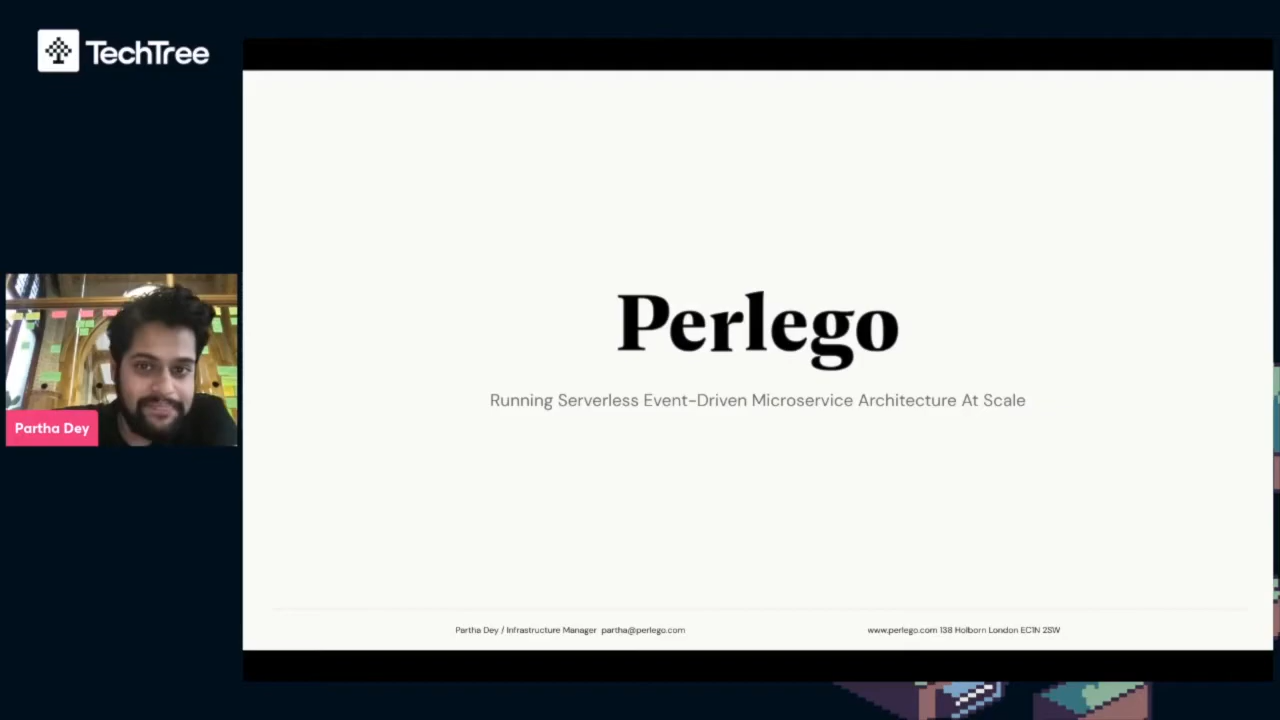 TechTree
Perlego
Running Serverless Event-Driven Microservice Architecture At Scale
Partha Dey
Partha Dey / Infrastructure Manager partha@perlego.com
www.perlego.com 138 Holborn London EC1N 2SW